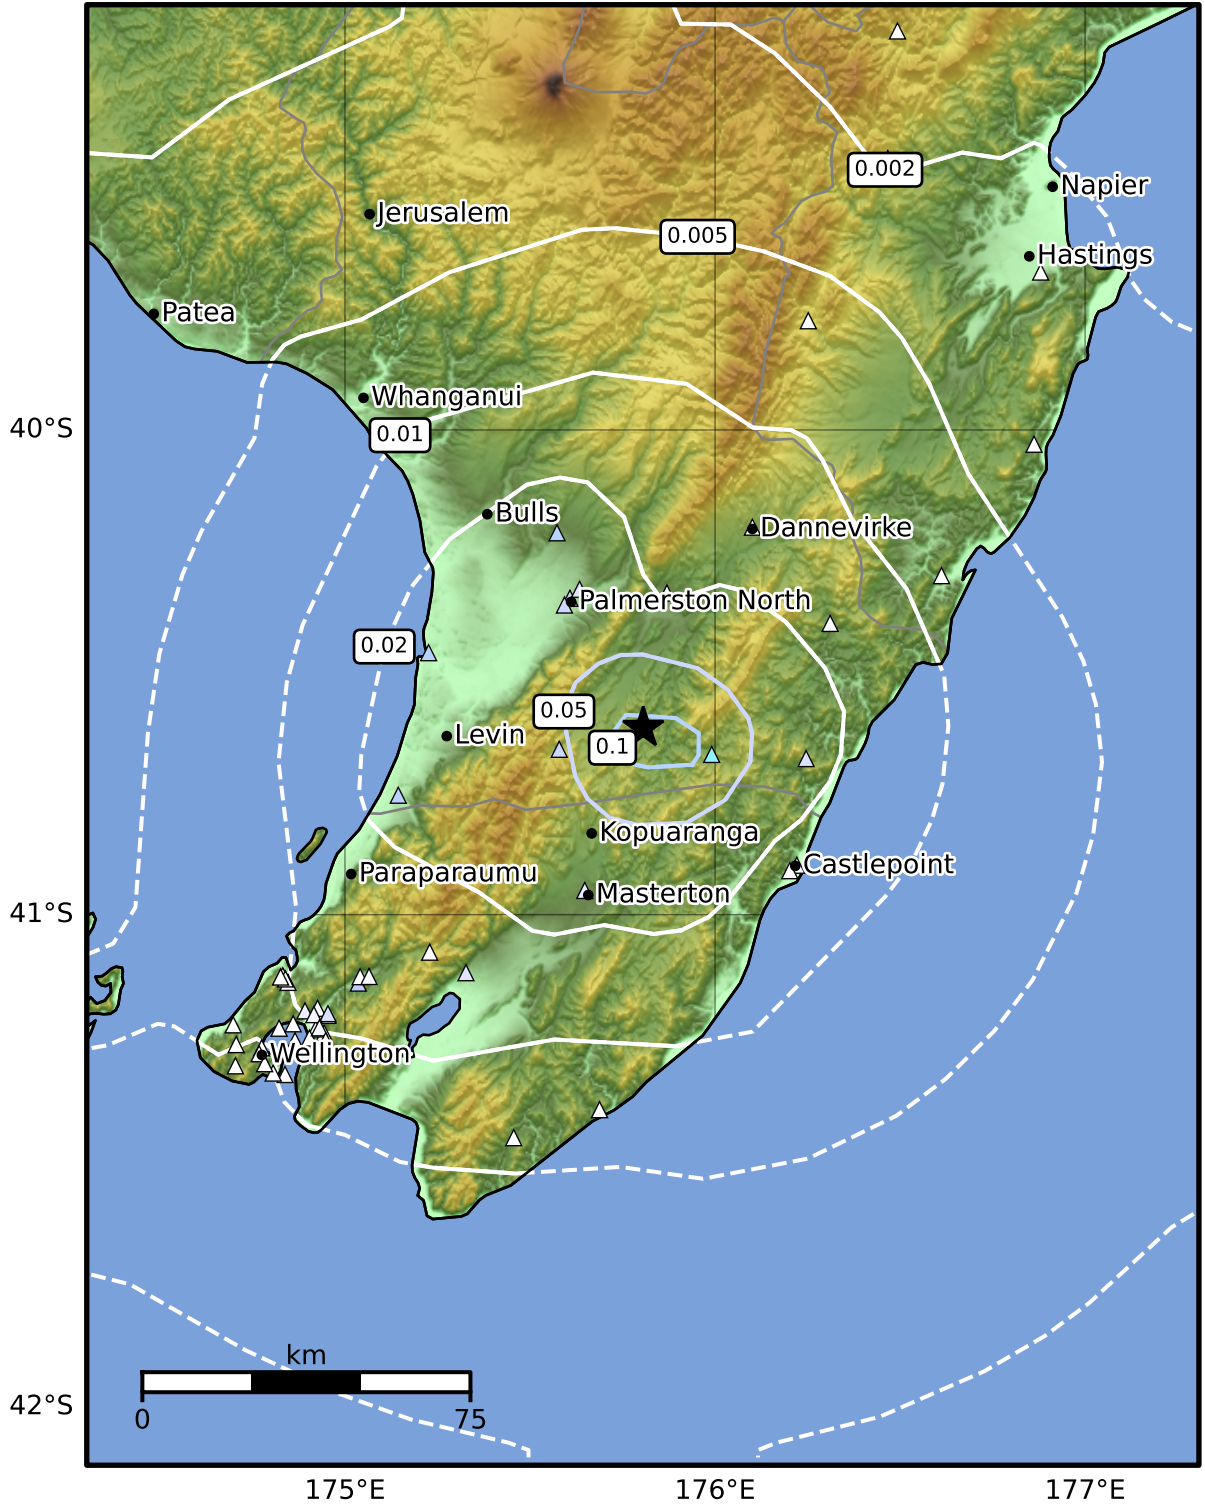 0.002
Napier
Jerusalem
0.005
Hastings
Patea
Whanganui
40°S
0.01
Bulls
Dannevirke
Palmerston North
0.02
0.05
Levin
0.1
Kopuaranga
Castlepoint
Paraparaumu
Masterton
41°S
Wellington
km
0
75
42°S
175°E
176°E
177°E